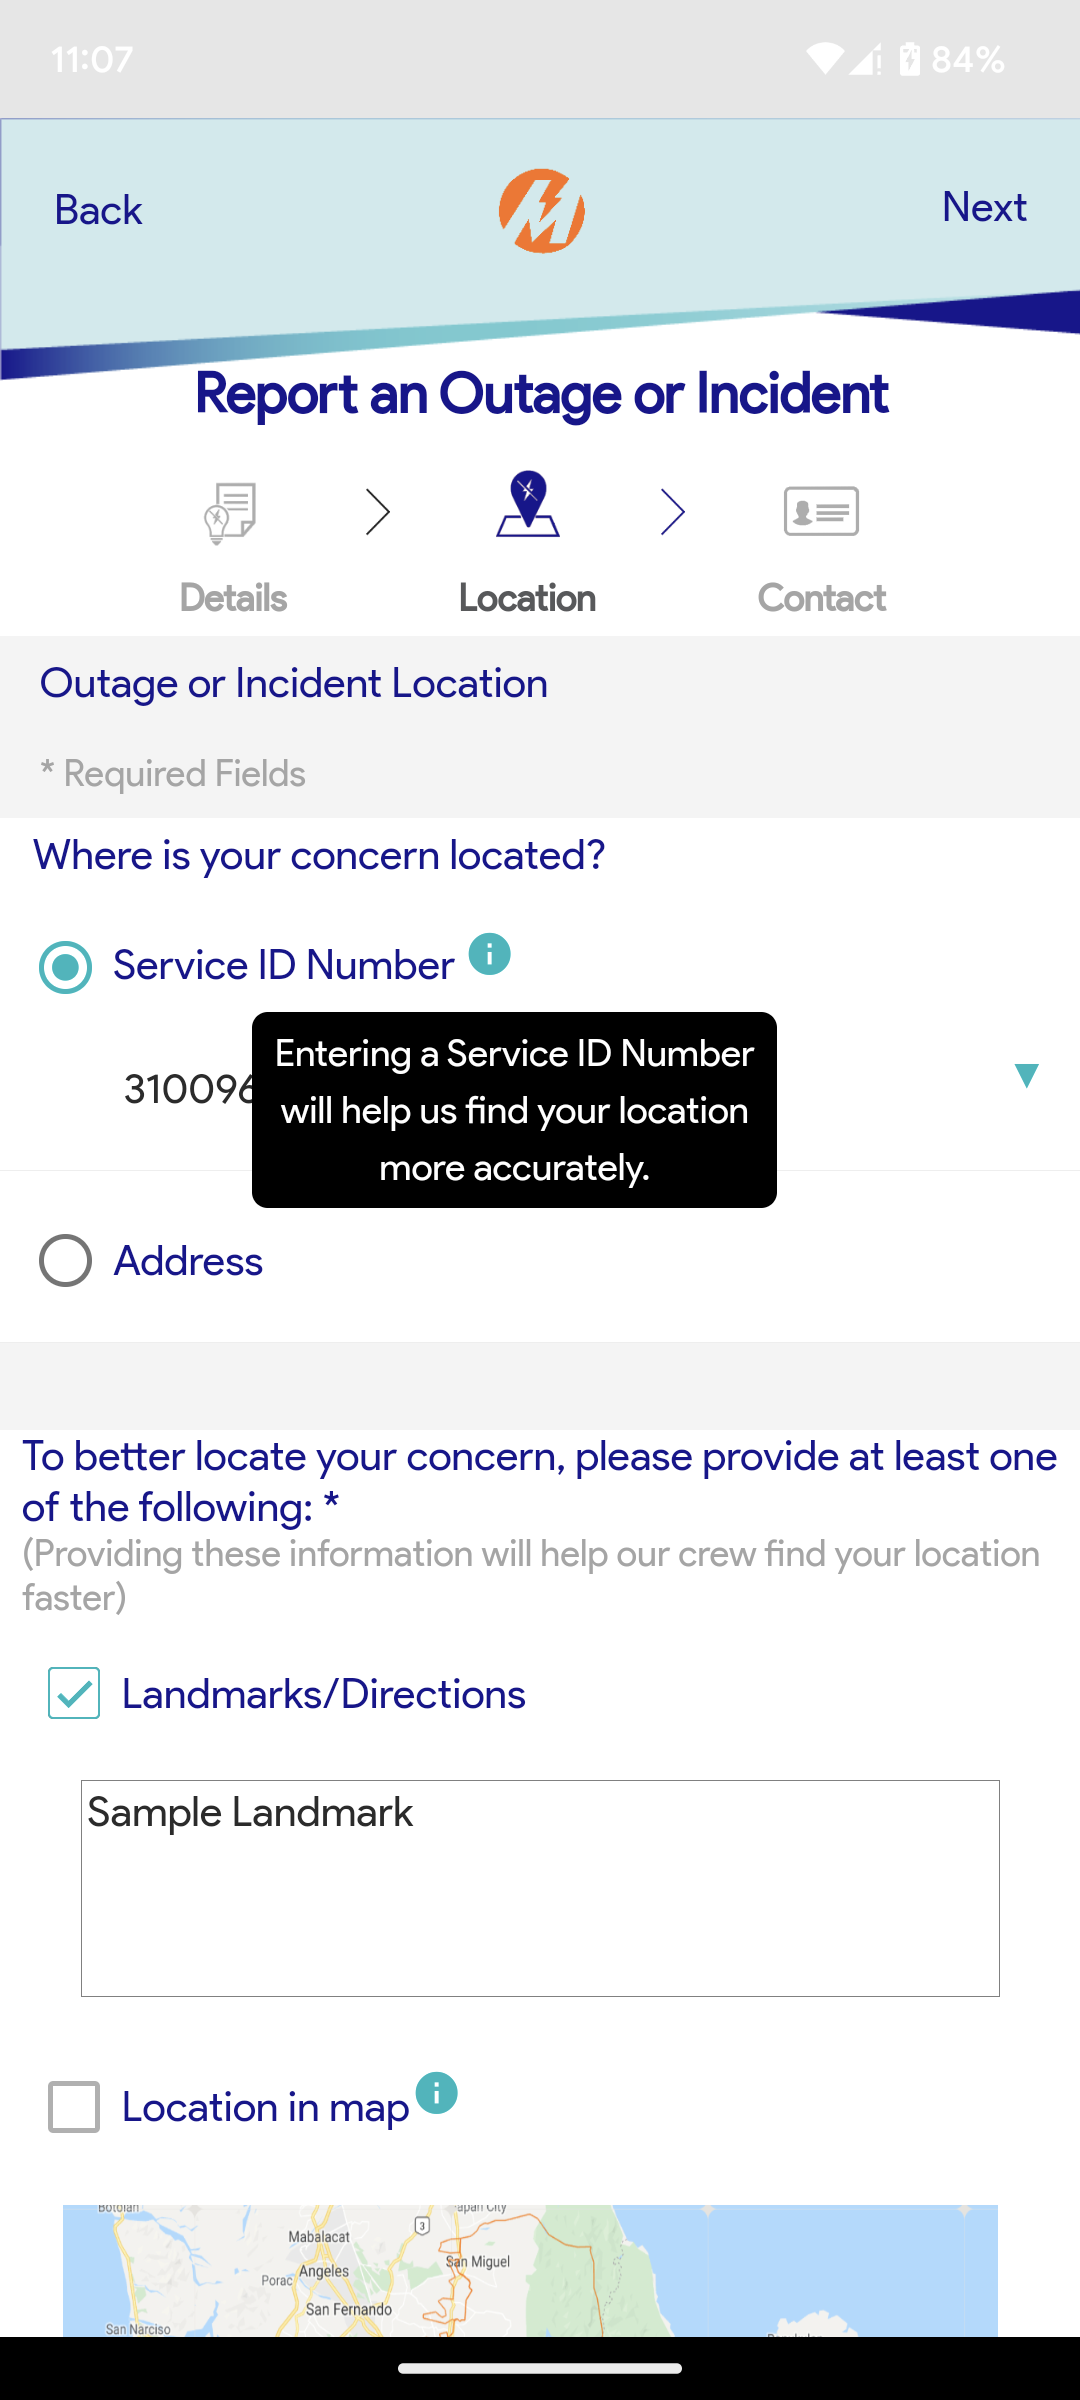 11:07
84%
Back
Next
Report an Outage or Incident
Details
Location
Contact
Outage or Incident Location
* Required Fields
Where is your concern located?
Service ID Number
Entering a Service ID Number
will help us find your location
more accurately.
310096
Address
To better locate your concern, please provide at least one
of the following: *
(Providing these information will help our crew find your location
faster)
Landmarks/Directions
Sample Landmark
Location in map
3
Mabalacat
San Miguel
Angeles
Porac
San Fernando
San Narciso